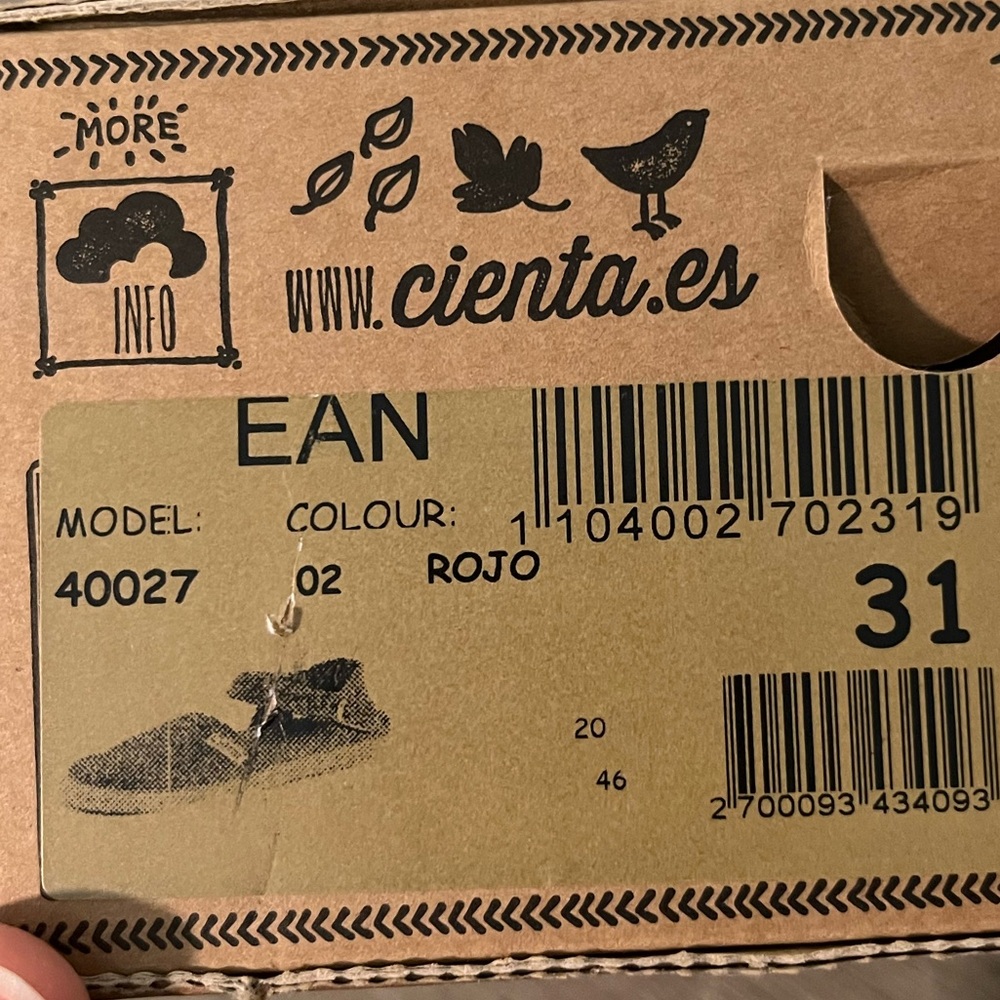 MORE
INFO
www.cienta.es
EAN
1 104002 702319
MODEL: COLOUR:
40027 02 ROJO
31
20
46
2 700093 434093